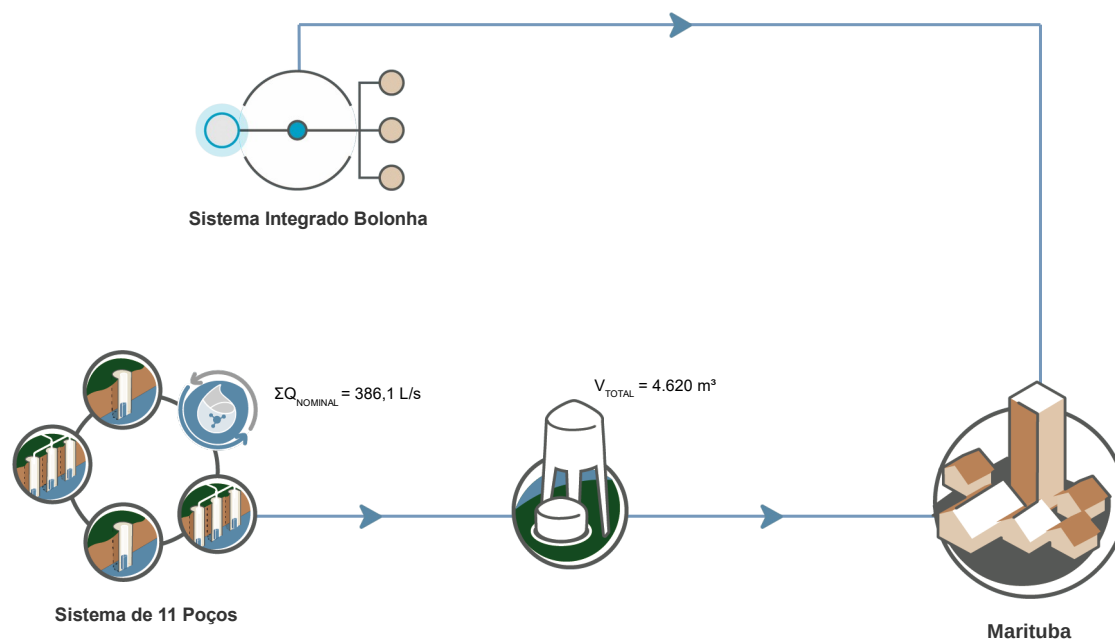 Sistema Integrado Bolonha
ΣQNOMINAL = 386,1 L/s
VTOTAL = 4.620 m³
Sistema de 11 Poços
Marituba